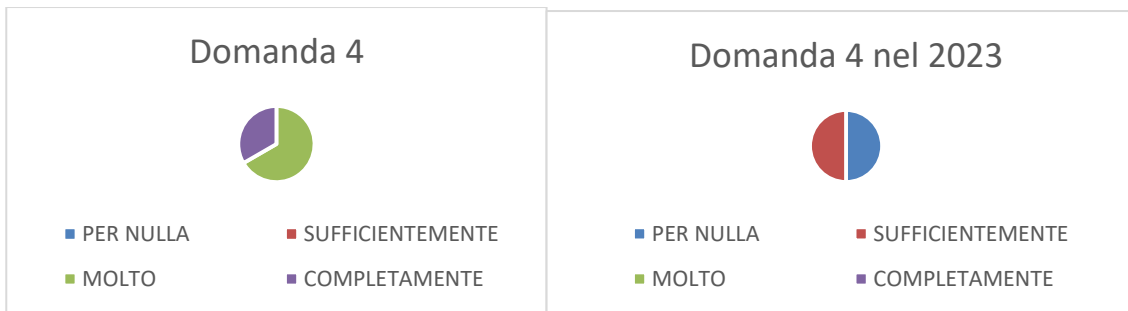 Domanda 4
PER NULLA
SUFFICIENTEMENTE
MOLTO
COMPLETAMENTE
Domanda 4 nel 2023
PER NULLA
SUFFICIENTEMENTE
MOLTO
COMPLETAMENTE